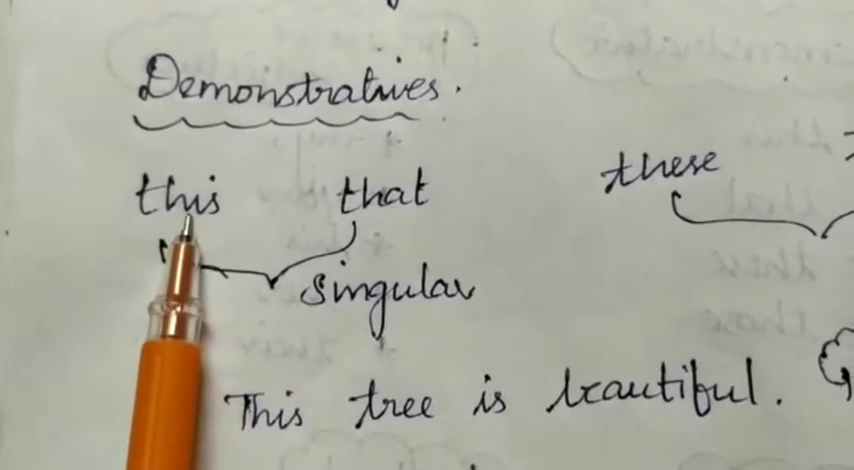 Demonstratives.
this that these
singular
This tree is beautiful.